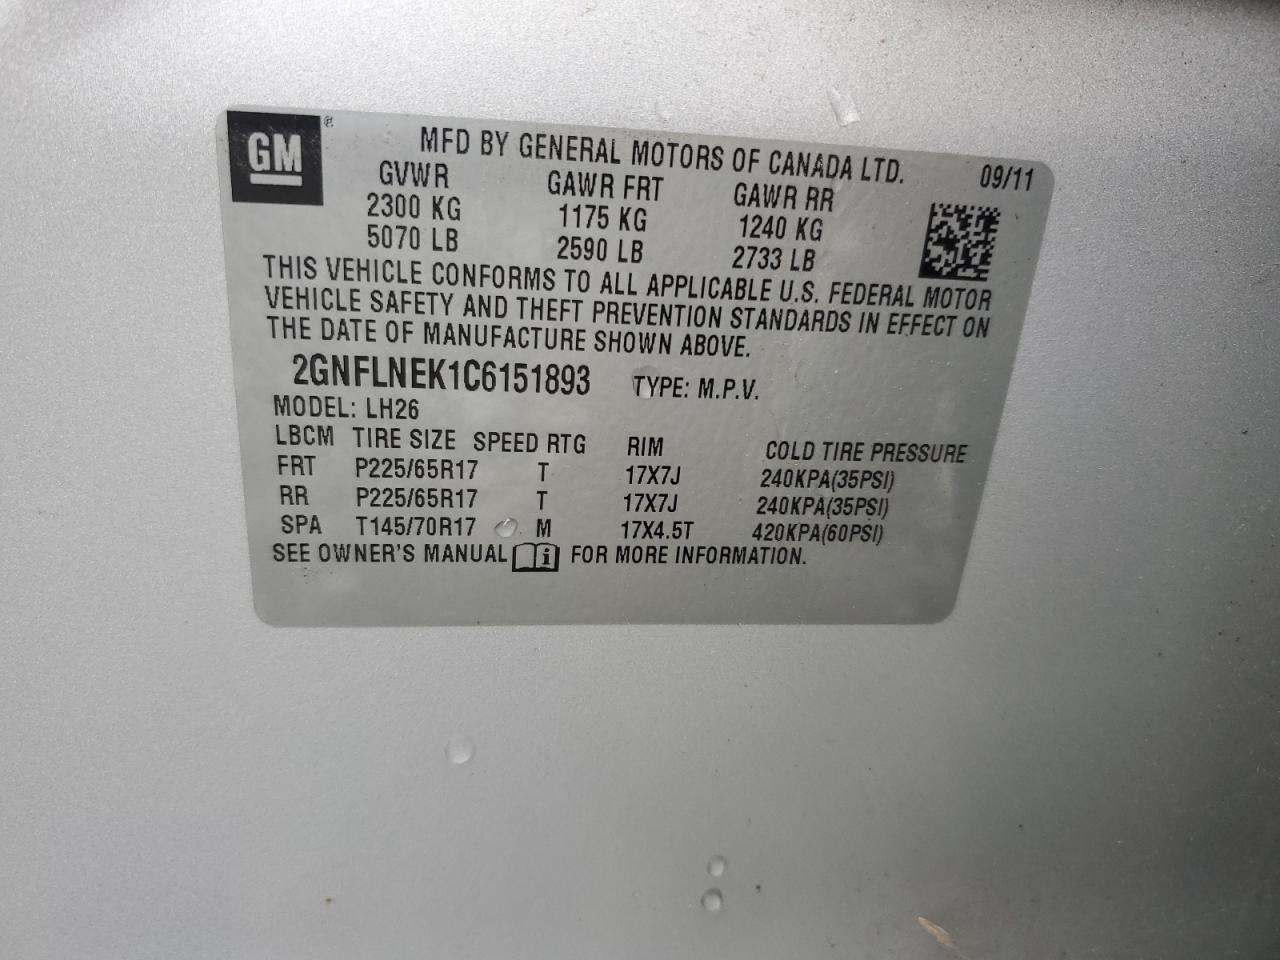 GM ®
MFD BY GENERAL MOTORS OF CANADA LTD. 09/11
GVWR GAWR FRT GAWR RR
2300 KG 1175 KG 1240 KG
5070 LB 2590 LB 2733 LB
THIS VEHICLE CONFORMS TO ALL APPLICABLE U.S. FEDERAL MOTOR
VEHICLE SAFETY AND THEFT PREVENTION STANDARDS IN EFFECT ON
THE DATE OF MANUFACTURE SHOWN ABOVE.
2GNFLNEK1C6151893 TYPE: M.P.V.
MODEL: LH26
LBCM TIRE SIZE SPEED RTG RIM COLD TIRE PRESSURE
FRT P225/65R17 T 17X7J 240KPA(35PSI)
RR P225/65R17 T 17X7J 240KPA(35PSI)
SPA T145/70R17 M 17X4.5T 420KPA(60PSI)
SEE OWNER'S MANUAL i FOR MORE INFORMATION.